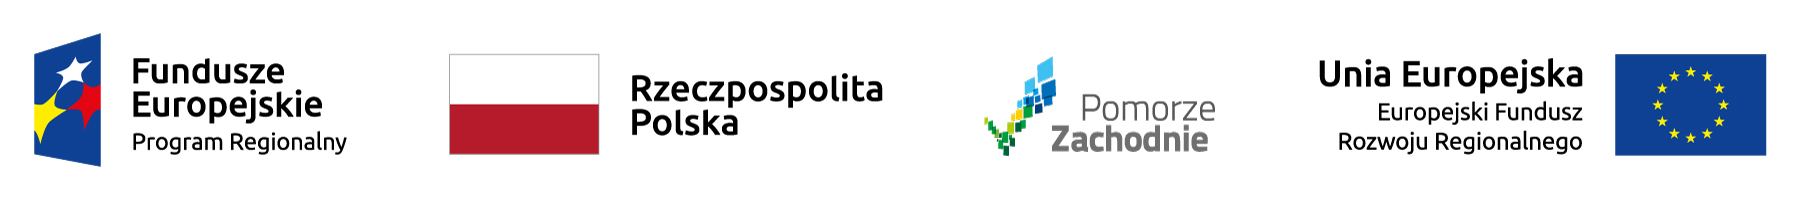 Fundusze
Europejskie
Program Regionalny
Rzeczpospolita
Polska
Pomorze
Zachodnie
Unia Europejska
Europejski Fundusz
Rozwoju Regionalnego